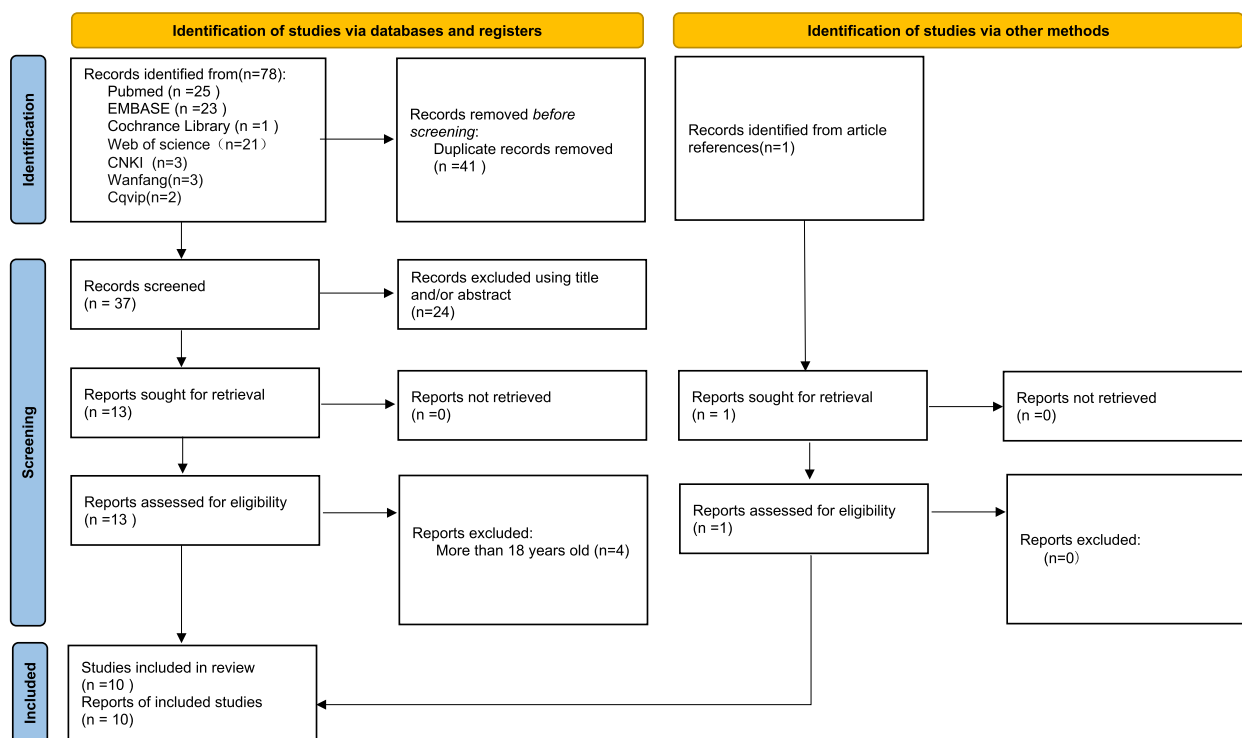 Identification of studies via databases and registers
Identification of studies via other methods
Identification
Records identified from(n=78):
Pubmed (n =25 )
EMBASE (n =23 )
Cochrance Library (n =1 )
Web of science（n=21）
CNKI (n=3)
Wanfang(n=3)
Cqvip(n=2)
Records removed before
screening:
Duplicate records removed
(n =41 )
Records identified from article
references(n=1)
Screening
Records screened
(n = 37)
Records excluded using title
and/or abstract
(n=24)
Reports sought for retrieval
(n =13)
Reports not retrieved
(n =0)
Reports sought for retrieval
(n = 1)
Reports not retrieved
(n =0)
Reports assessed for eligibility
(n =13 )
Reports excluded:
More than 18 years old (n=4)
Reports assessed for eligibility
(n =1)
Reports excluded:
(n=0）
Included
Studies included in review
(n =10 )
Reports of included studies
(n = 10)